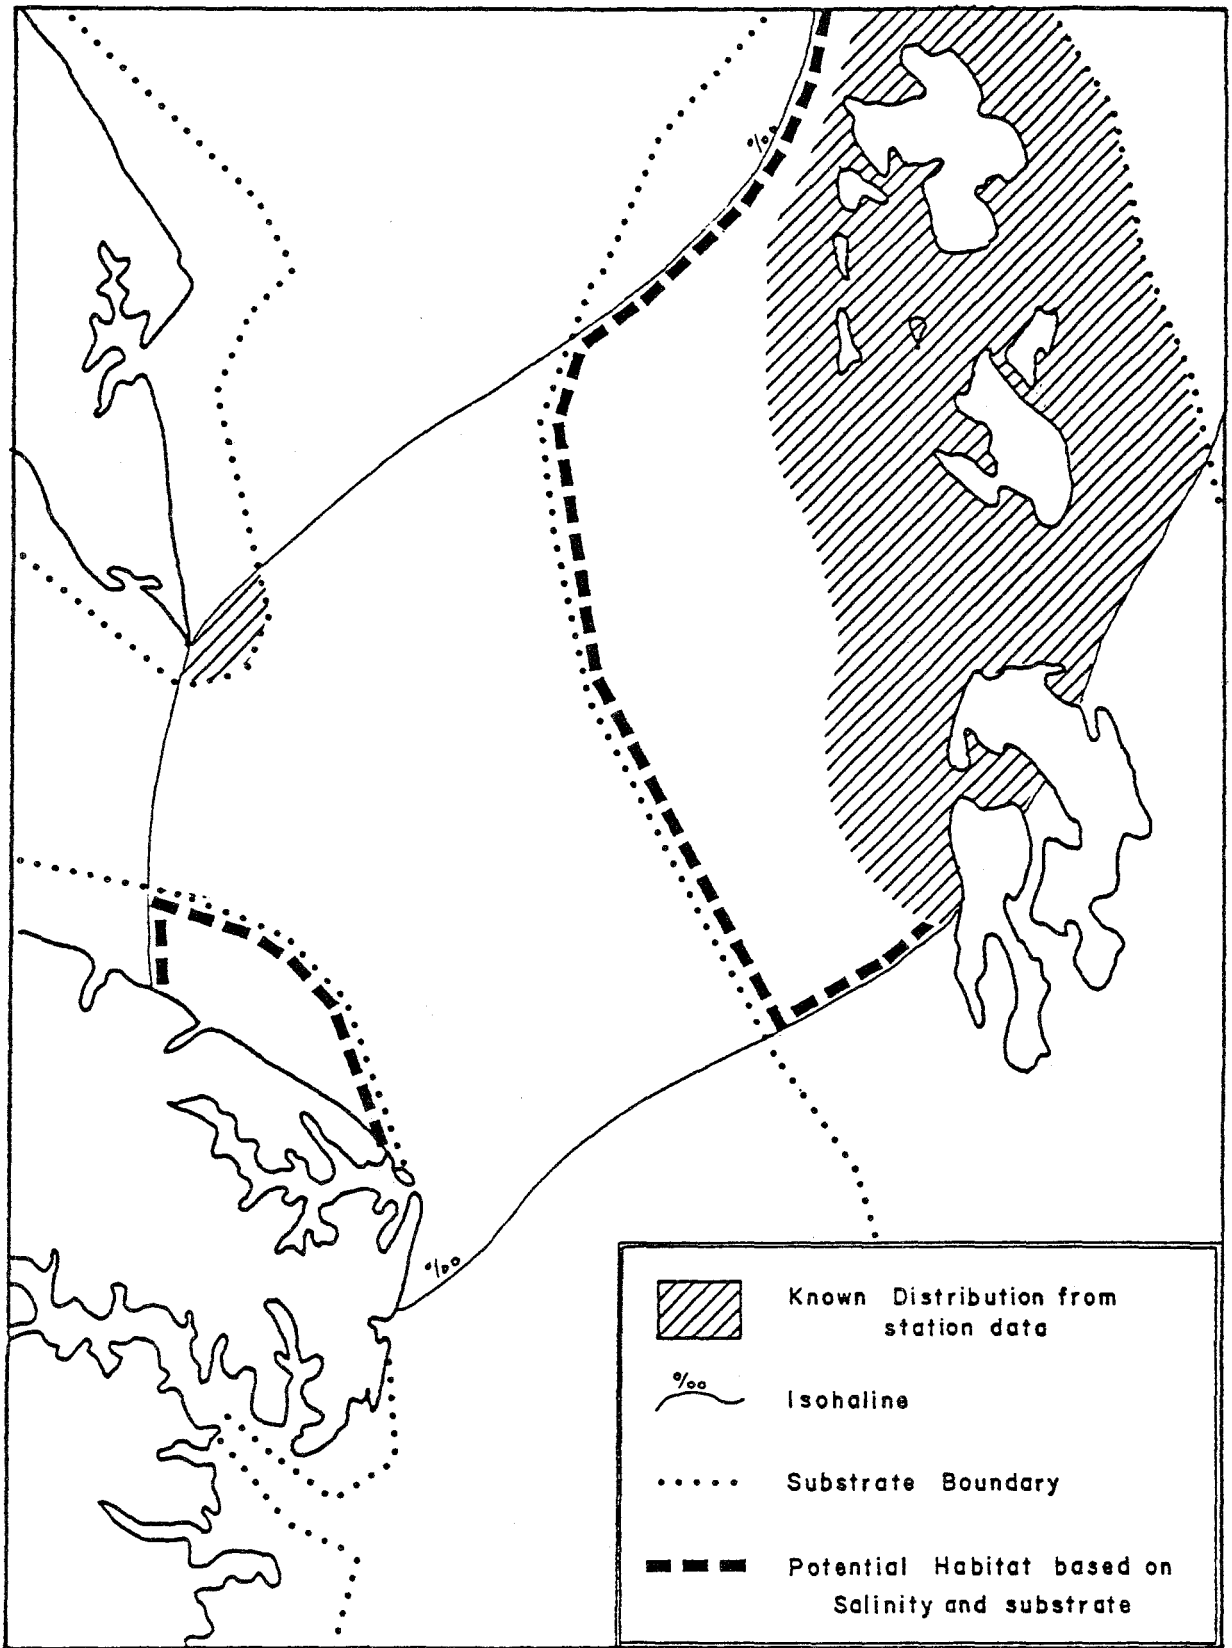 ‰
‰
Known Distribution from
station data
‰
Isohaline
Substrate Boundary
Potential Habitat based on
Salinity and substrate